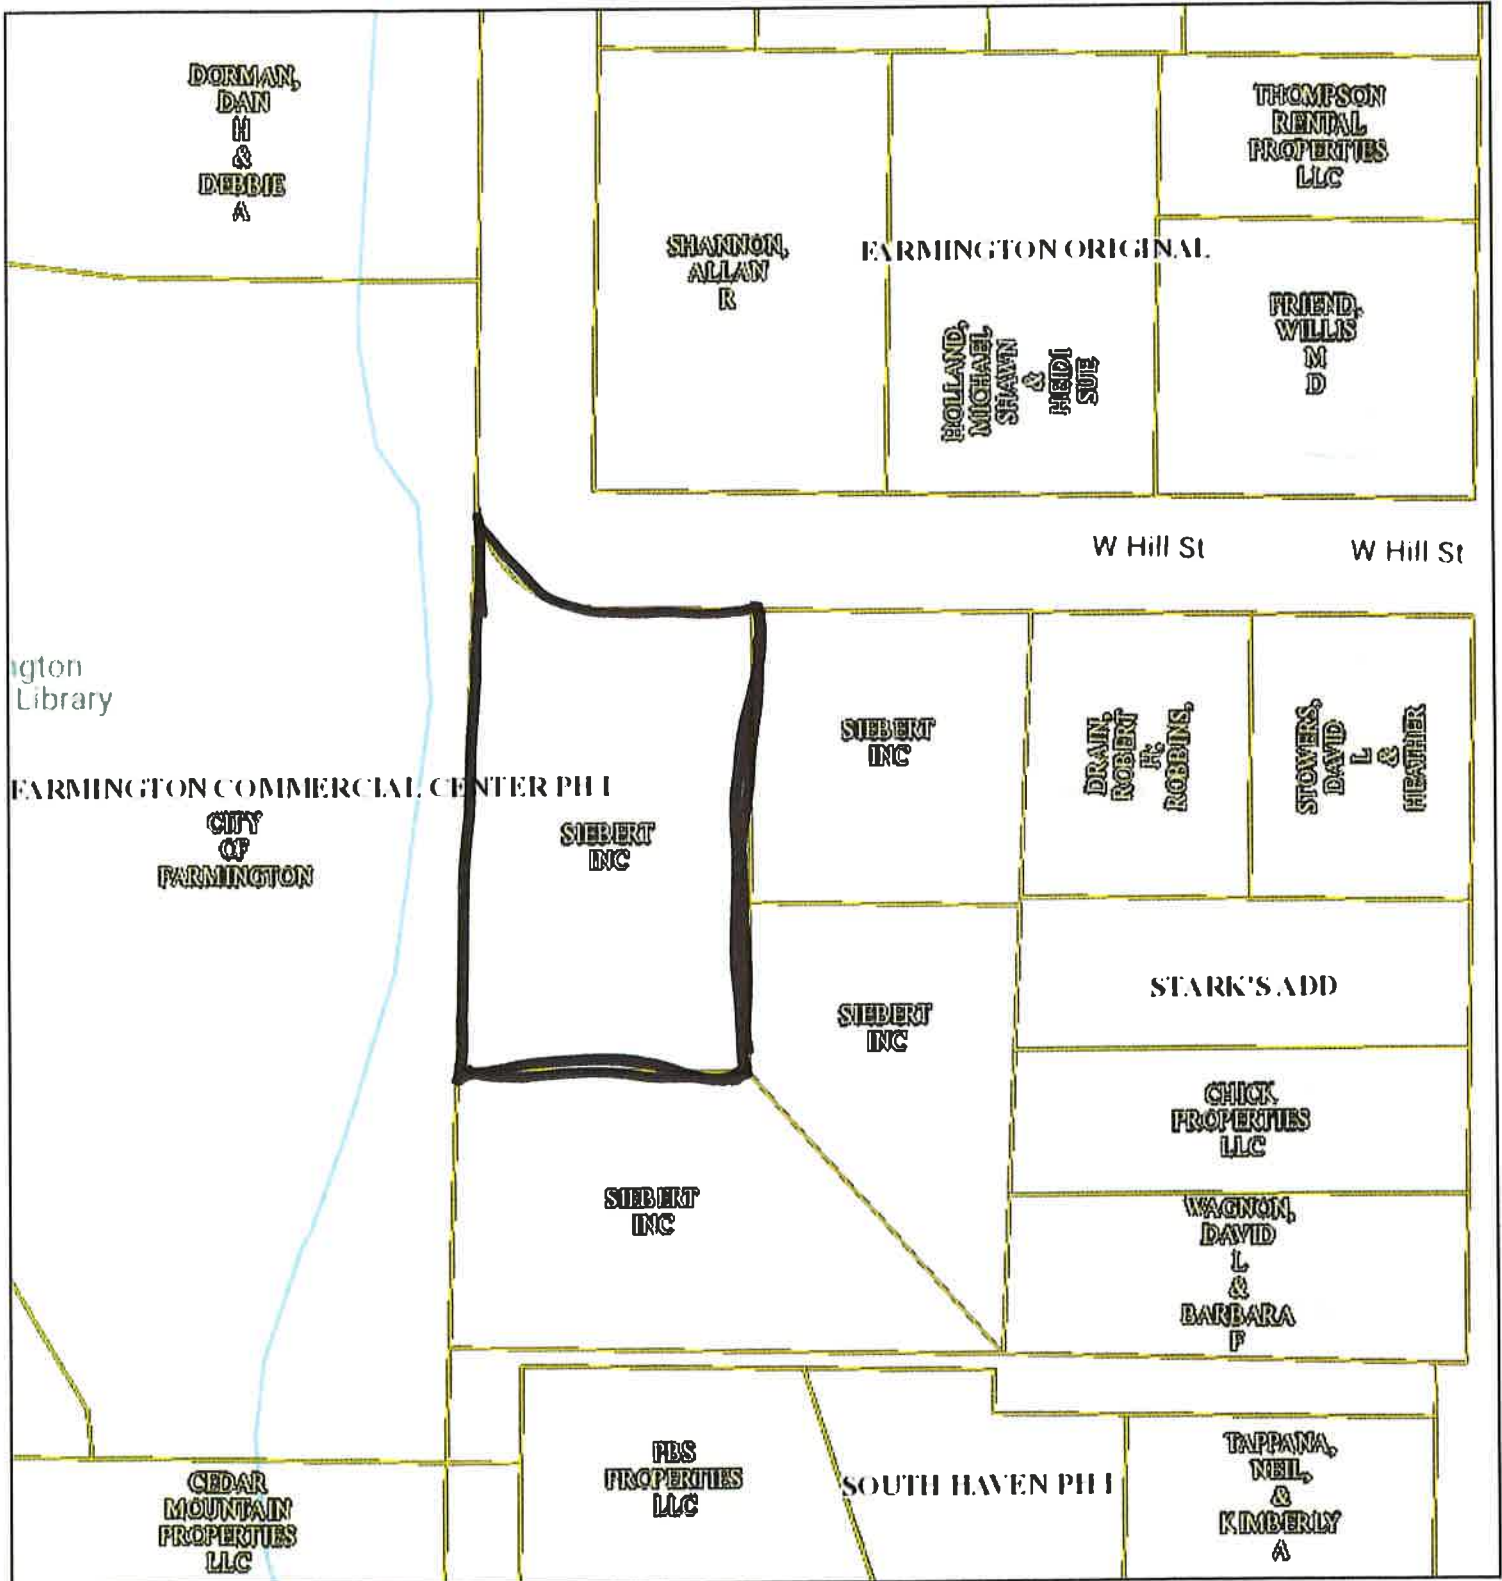 DORMAN,
DAN
H
&
DEBBIE
A
THOMPSON
RENTAL
PROPERTIES
LLC
SHANNON,
ALLAN
R
FARMINGTON ORIGINAL
HOLLAND,
MICHAEL
SHAWN
&
HEIDI
SUE
FRIEND,
WILLIS
M
D
W Hill St
W Hill St
ngton
Library
FARMINGTON COMMERCIAL CENTER PH I
CITY
OF
FARMINGTON
SIEBERT
INC
SIEBERT
INC
DRAIN,
ROBERT
H.
ROBBINS,
STOWERS,
DAVID
L
&
HEATHER
SIEBERT
INC
STARK'S ADD
CHICK
PROPERTIES
LLC
SIEBERT
INC
WAGNON,
DAVID
L
&
BARBARA
F
CEDAR
MOUNTAIN
PROPERTIES
LLC
PBS
PROPERTIES
LLC
SOUTH HAVEN PH I
TAPPANA,
NEIL,
&
KIMBERLY
A